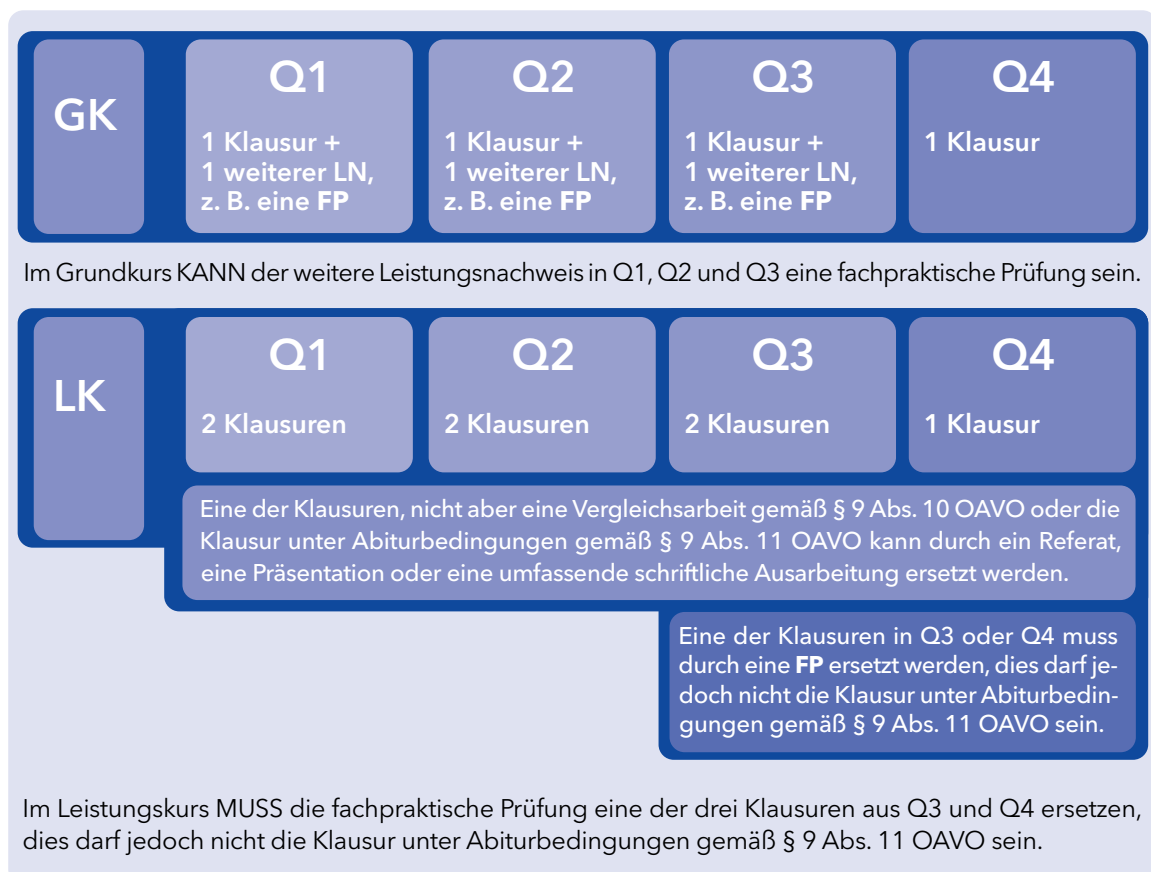 GK
Q1
1 Klausur +
1 weiterer LN,
z. B. eine FP
Q2
1 Klausur +
1 weiterer LN,
z. B. eine FP
Q3
1 Klausur +
1 weiterer LN,
z. B. eine FP
Q4
1 Klausur
Im Grundkurs KANN der weitere Leistungsnachweis in Q1, Q2 und Q3 eine fachpraktische Prüfung sein.
LK
Q1
2 Klausuren
Q2
2 Klausuren
Q3
2 Klausuren
Q4
1 Klausur
Eine der Klausuren, nicht aber eine Vergleichsarbeit gemäß § 9 Abs. 10 OAVO oder die
Klausur unter Abiturbedingungen gemäß § 9 Abs. 11 OAVO kann durch ein Referat,
eine Präsentation oder eine umfassende schriftliche Ausarbeitung ersetzt werden.
Eine der Klausuren in Q3 oder Q4 muss
durch eine FP ersetzt werden, dies darf je-
doch nicht die Klausur unter Abiturbedin-
gungen gemäß § 9 Abs. 11 OAVO sein.
Im Leistungskurs MUSS die fachpraktische Prüfung eine der drei Klausuren aus Q3 und Q4 ersetzen,
dies darf jedoch nicht die Klausur unter Abiturbedingungen gemäß § 9 Abs. 11 OAVO sein.